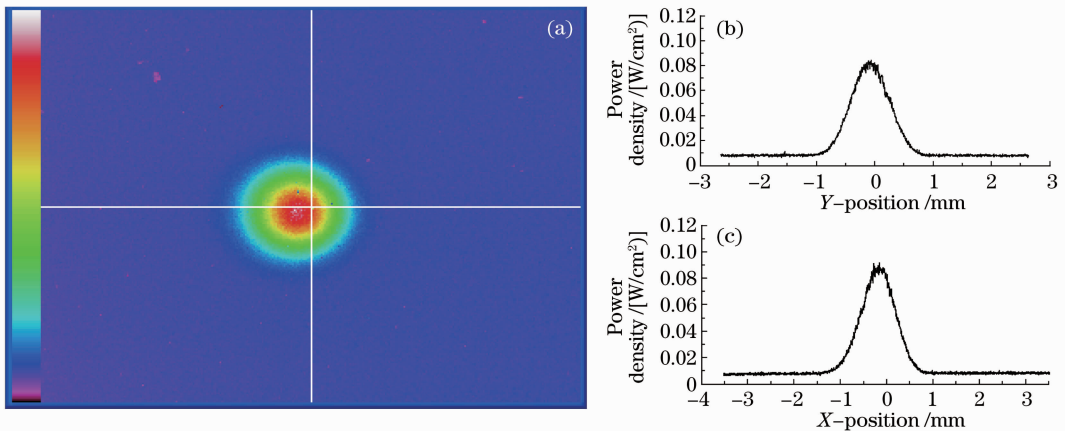 (a)
(b)
Power
density /[W/cm²)]
0.12
0.10
0.08
0.06
0.04
0.02
0
−3 −2 −1 0 1 2 3
Y−position /mm
(c)
Power
density /[W/cm²)]
0.12
0.10
0.08
0.06
0.04
0.02
0
−4 −3 −2 −1 0 1 2 3
X−position /mm